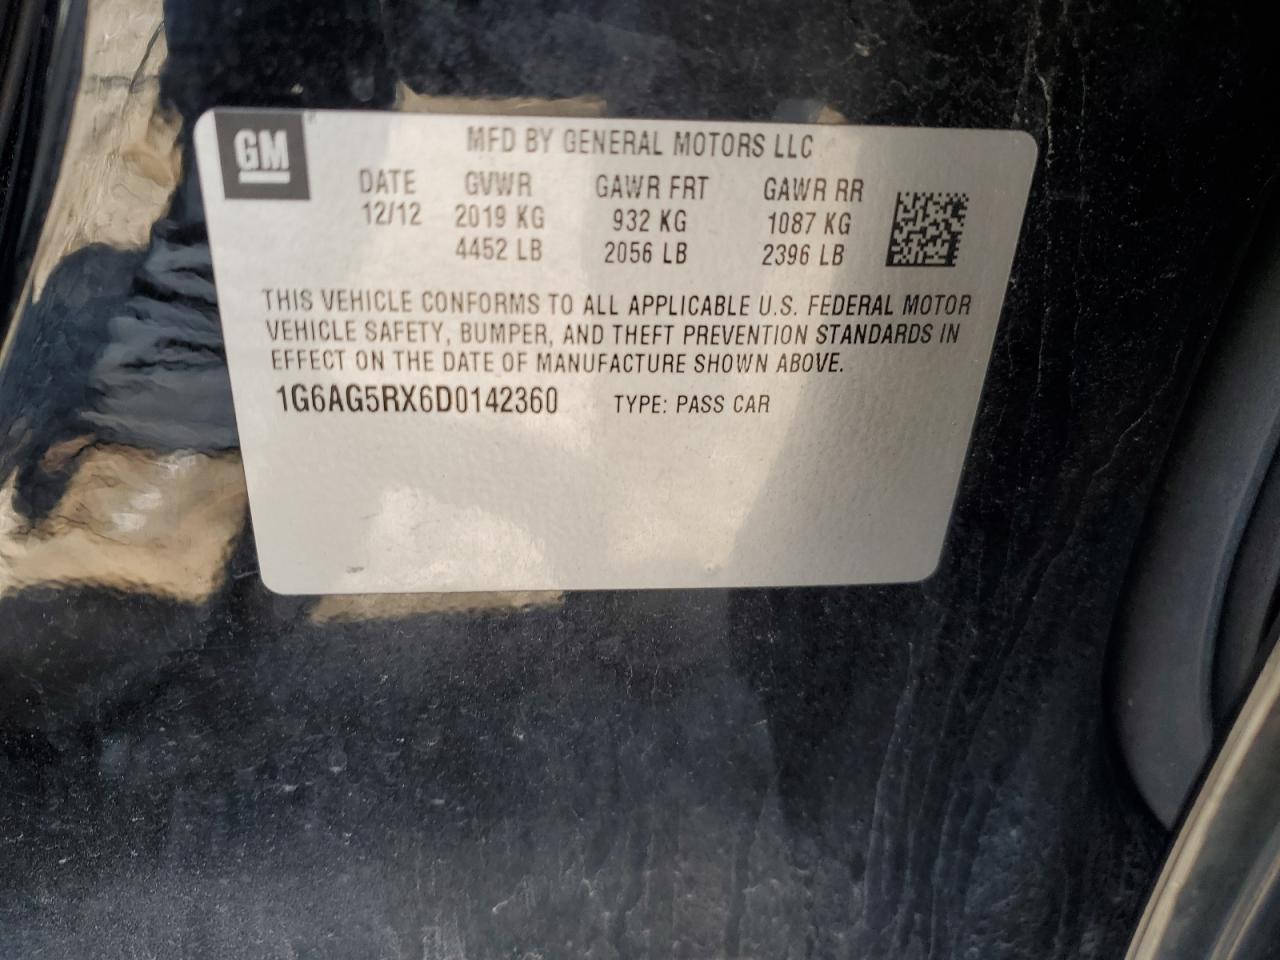 GM
MFD BY GENERAL MOTORS LLC
DATE GVWR GAWR FRT GAWR RR
12/12 2019 KG 932 KG 1087 KG
4452 LB 2056 LB 2396 LB
THIS VEHICLE CONFORMS TO ALL APPLICABLE U.S. FEDERAL MOTOR
VEHICLE SAFETY, BUMPER, AND THEFT PREVENTION STANDARDS IN
EFFECT ON THE DATE OF MANUFACTURE SHOWN ABOVE.
1G6AG5RX6D0142360 TYPE: PASS CAR